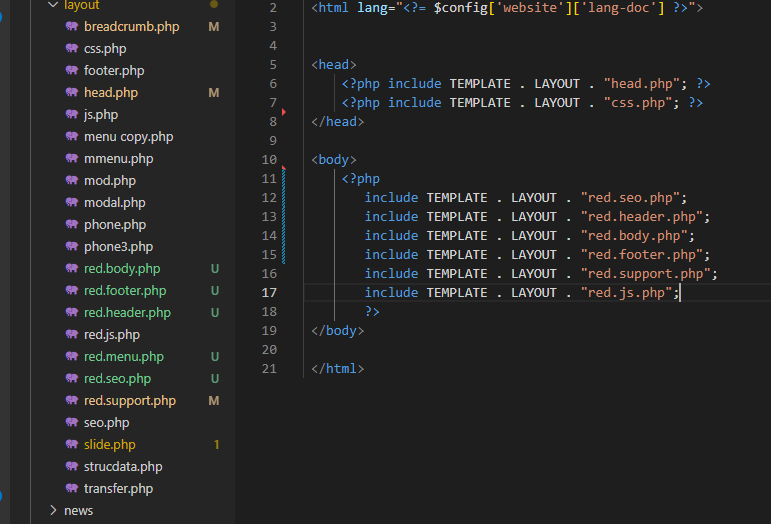 layout
breadcrumb.php M
css.php
footer.php
head.php M
js.php
menu copy.php
mmenu.php
mod.php
modal.php
phone.php
phone3.php
red.body.php U
red.footer.php U
red.header.php U
red.js.php
red.menu.php U
red.seo.php U
red.support.php M
seo.php
slide.php 1
strucdata.php
transfer.php
news
2 <html lang="<?= $config['website']['lang-doc'] ?>">
3
4
5 <head>
6 <?php include TEMPLATE . LAYOUT . "head.php"; ?>
7 <?php include TEMPLATE . LAYOUT . "css.php"; ?>
8 </head>
9
10 <body>
11 <?php
12 include TEMPLATE . LAYOUT . "red.seo.php";
13 include TEMPLATE . LAYOUT . "red.header.php";
14 include TEMPLATE . LAYOUT . "red.body.php";
15 include TEMPLATE . LAYOUT . "red.footer.php";
16 include TEMPLATE . LAYOUT . "red.support.php";
17 include TEMPLATE . LAYOUT . "red.js.php";
18 ?>
19 </body>
20
21 </html>